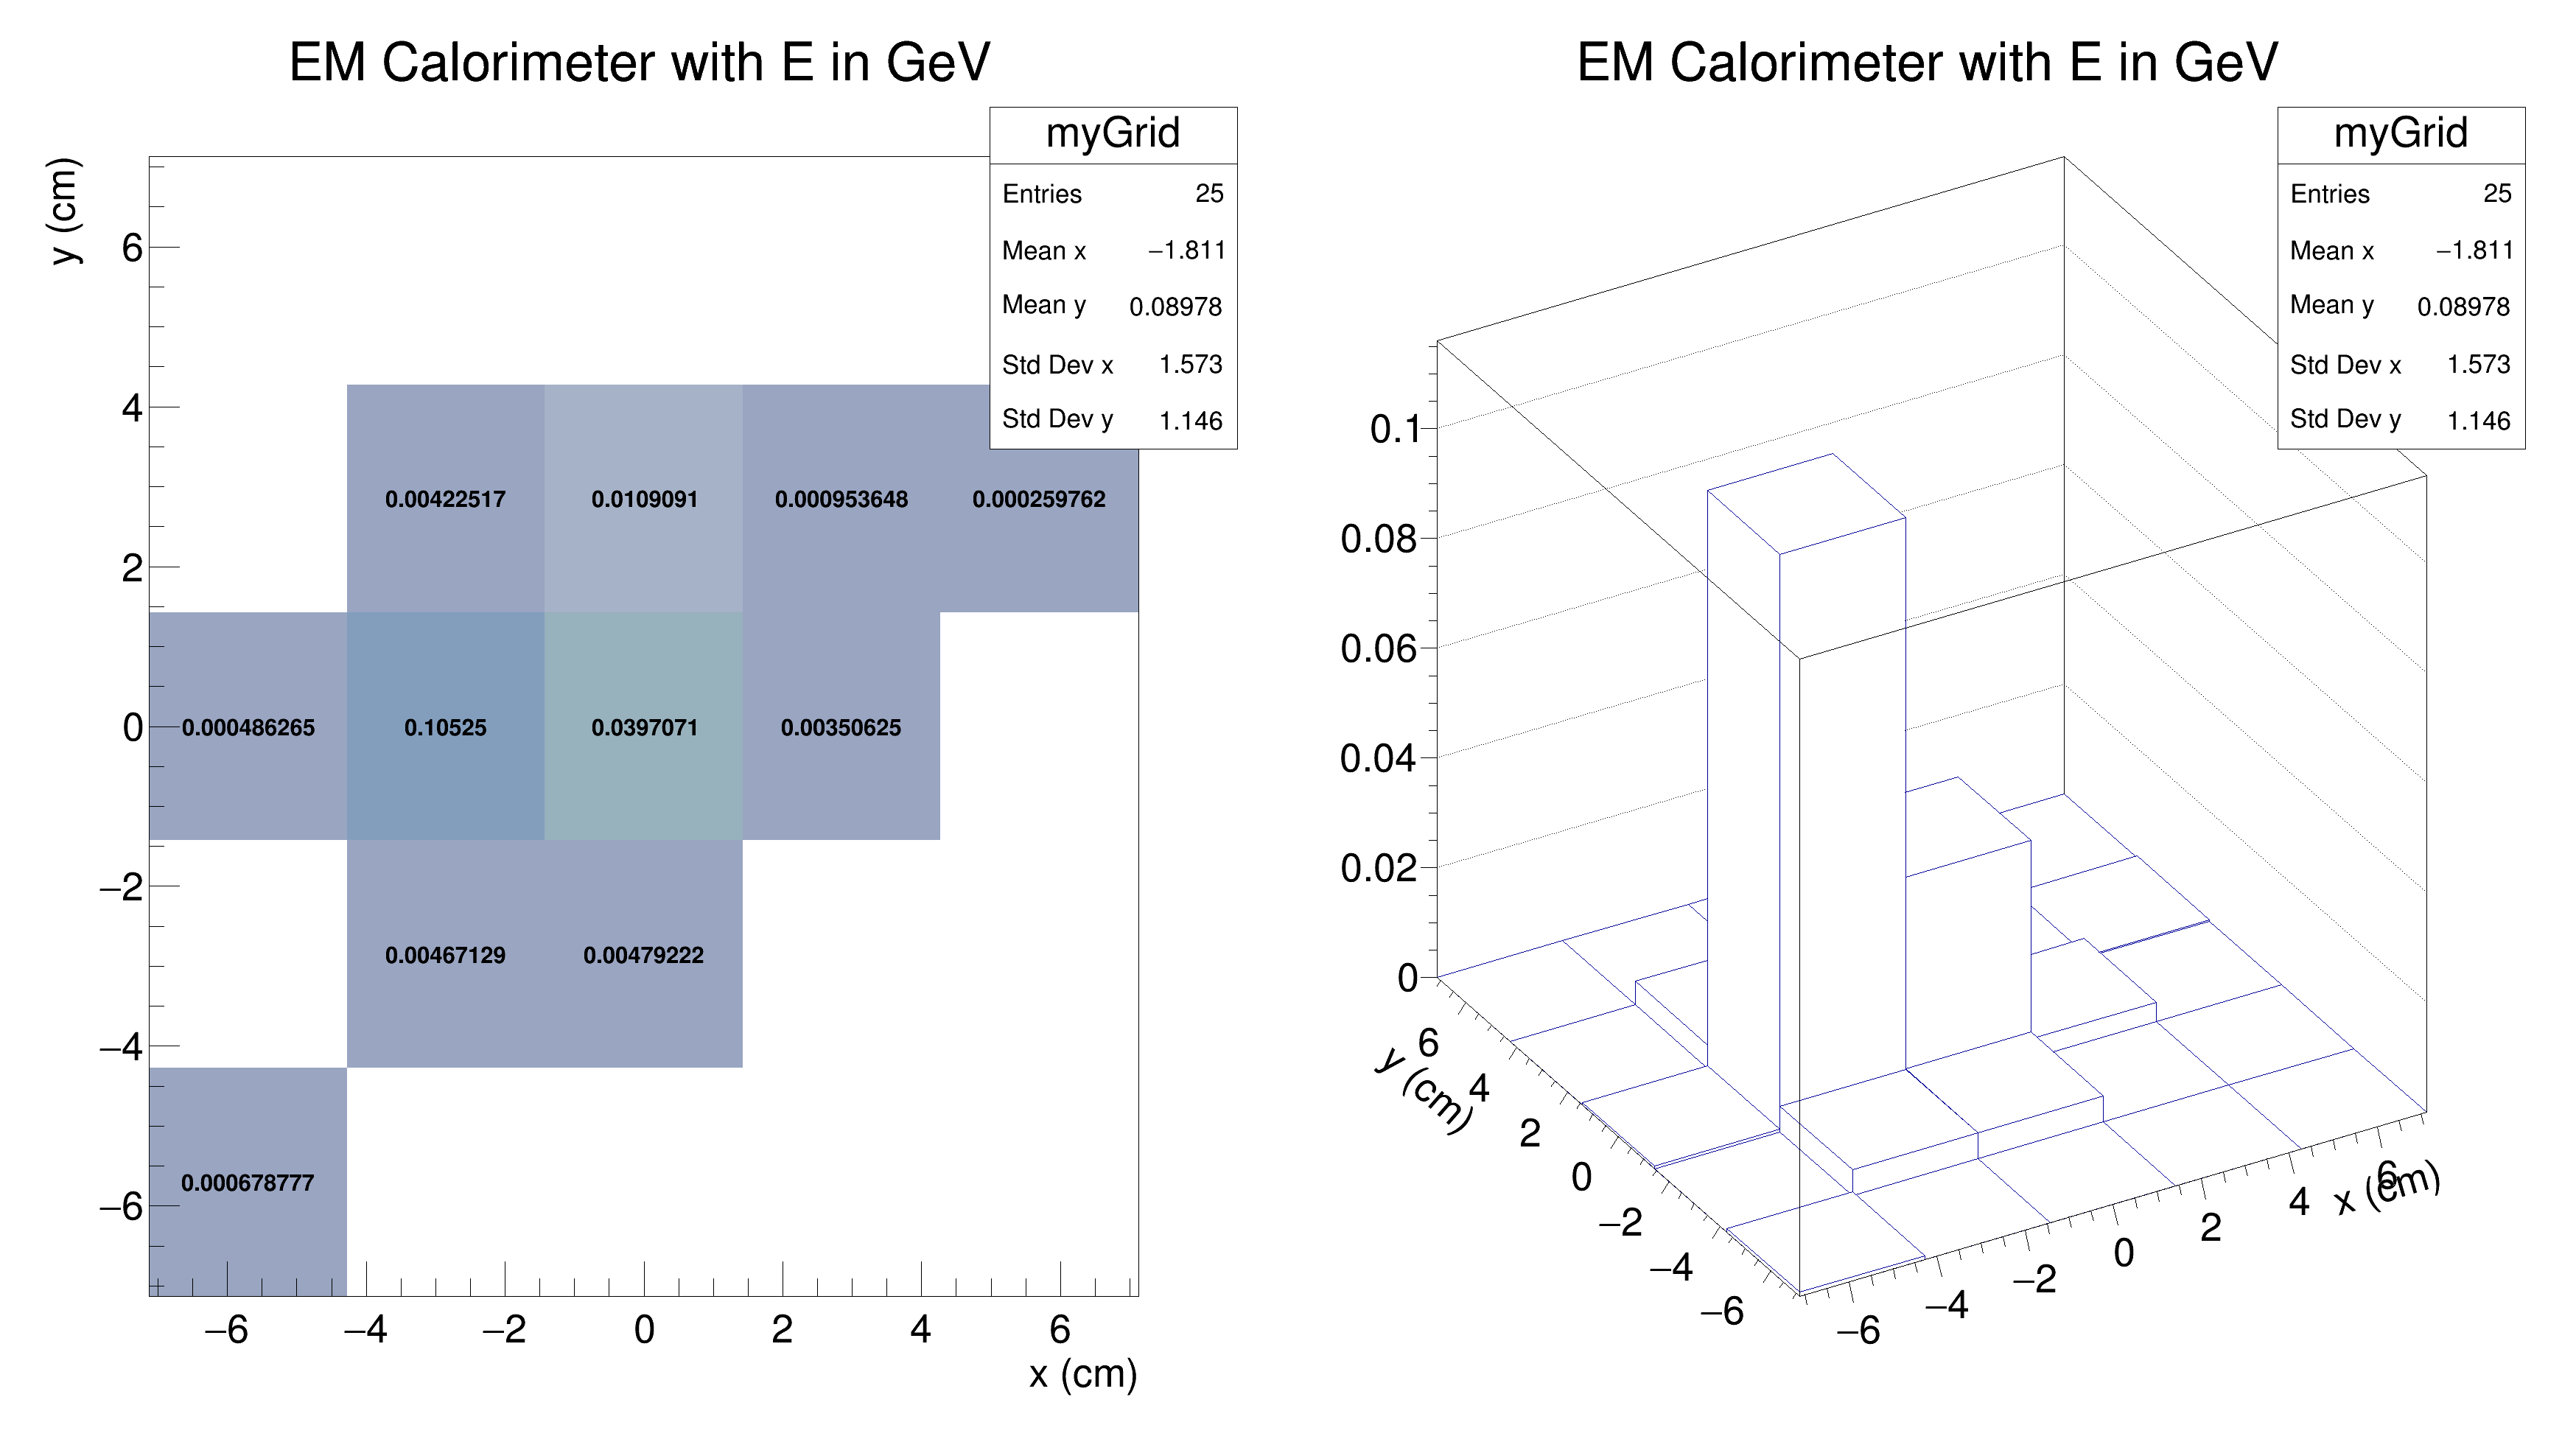 EM Calorimeter with E in GeV
myGrid
Entries 25
Mean x −1.811
Mean y 0.08978
Std Dev x 1.573
Std Dev y 1.146
y (cm)
6
4
2
0
−2
−4
−6
0.00422517 0.0109091 0.000953648 0.000259762
0.000486265 0.10525 0.0397071 0.00350625
0.00467129 0.00479222
0.000678777
−6 −4 −2 0 2 4 6
x (cm)
EM Calorimeter with E in GeV
myGrid
Entries 25
Mean x −1.811
Mean y 0.08978
Std Dev x 1.573
Std Dev y 1.146
0.1
0.08
0.06
0.04
0.02
0
y (cm)
6
4
2
0
−2
−4
−6
−6 −4 −2 0 2 4 6
x (cm)